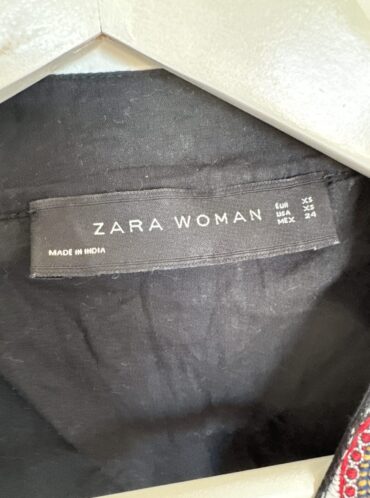 ZARA WOMAN
MADE IN INDIA
EUR XS
USA XS
MEX 24